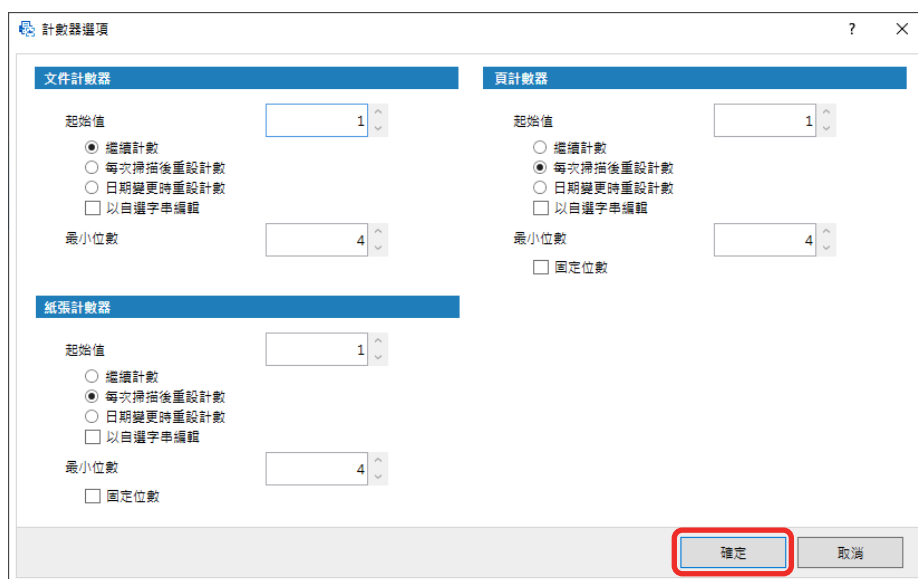 計數器選項
?
文件計數器
起始值 1
繼續計數
每次掃描後重設計數
日期變更時重設計數
以自選字串編輯
最小位數 4
頁計數器
起始值 1
繼續計數
每次掃描後重設計數
日期變更時重設計數
以自選字串編輯
最小位數 4
固定位數
紙張計數器
起始值 1
繼續計數
每次掃描後重設計數
日期變更時重設計數
以自選字串編輯
最小位數 4
固定位數
確定 取消